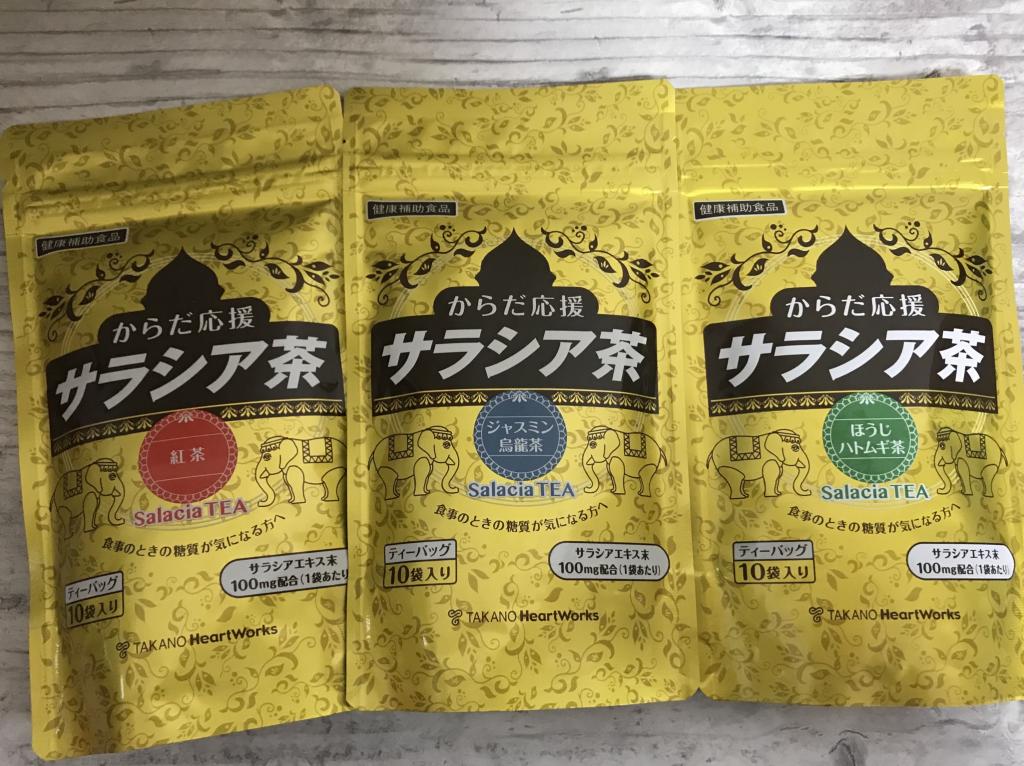 健康補助食品
からだ応援
サラシア茶
紅茶
Salacia TEA
食事のときの糖質が気になる方へ
ティーバッグ
10袋入り
サラシアエキス末
100mg配合(1袋あたり
TAKANO HeartWorks
健康補助食品
からだ応援
サラシア茶
ジャスミン
烏龍茶
Salacia TEA
食事のときの糖質が気になる方へ
ティーバッグ
10袋入り
サラシアエキス末
100mg配合(1袋あたり)
TAKANO HeartWorks
健康補助食品
からだ応援
サラシア茶
ほうじ
ハトムギ茶
Salacia TEA
食事のときの糖質が気になる方へ
ティーバッグ
10袋入り
サラシアエキス末
100mg配合(1袋あたり)
TAKANO HeartWorks